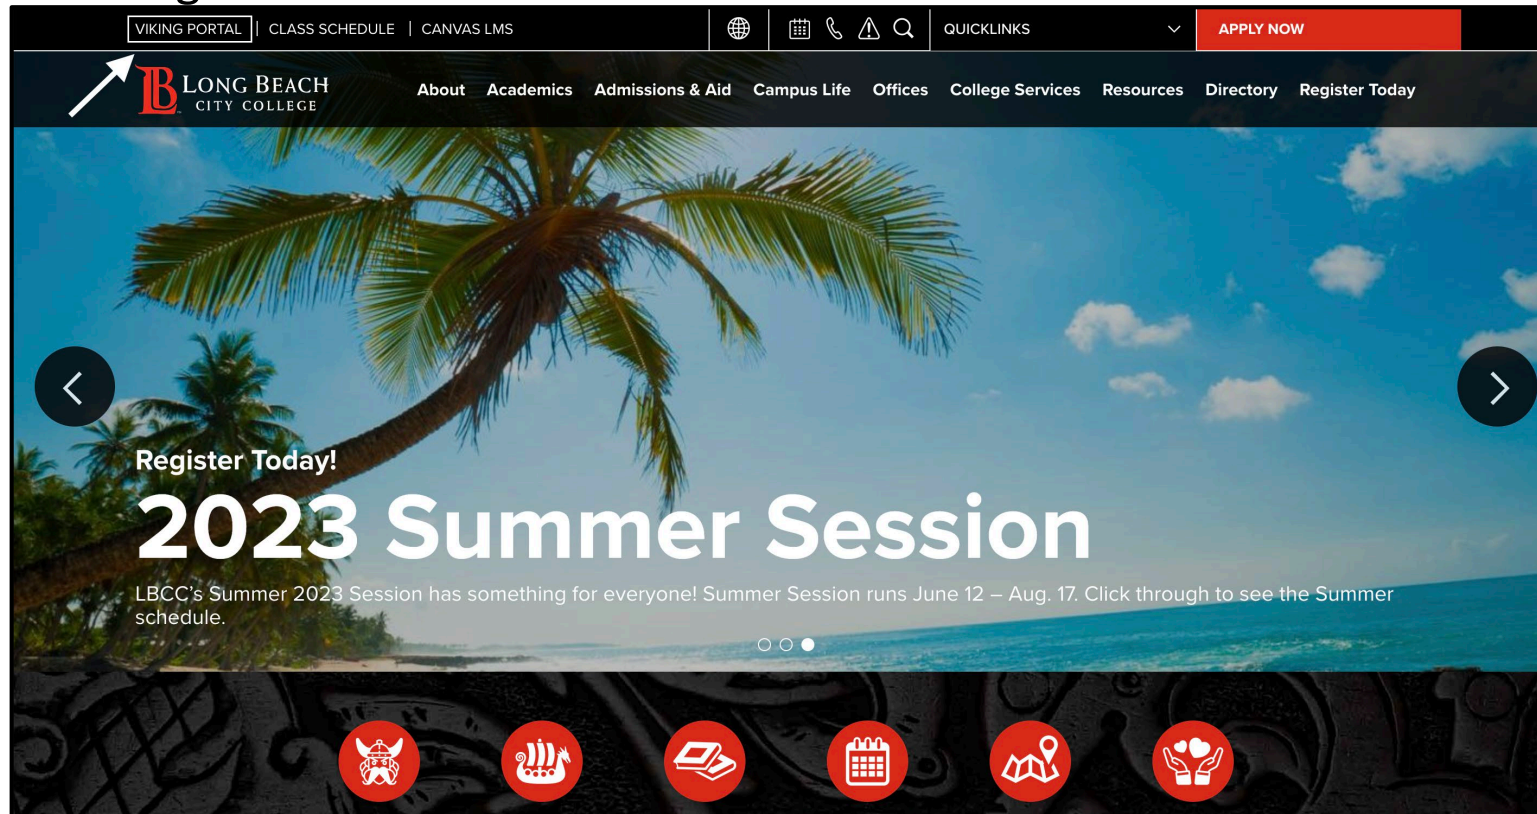 VIKING PORTAL | CLASS SCHEDULE | CANVAS LMS
QUICKLINKS
APPLY NOW
LB LONG BEACH
CITY COLLEGE
About Academics Admissions & Aid Campus Life Offices College Services Resources Directory Register Today
Register Today!
2023 Summer Session
LBCC's Summer 2023 Session has something for everyone! Summer Session runs June 12 – Aug. 17. Click through to see the Summer
schedule.